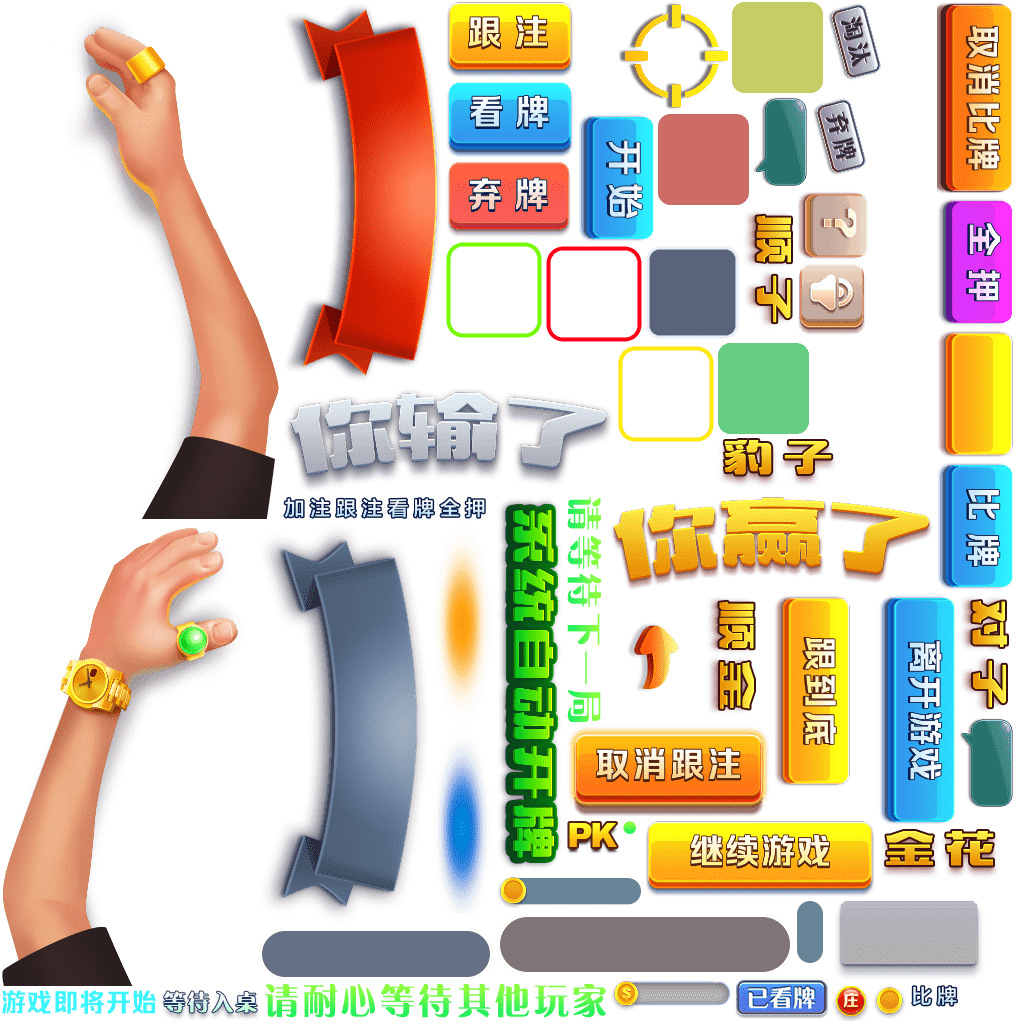 跟注
淘汰
取消比牌
看牌
弃牌
开始
弃牌
顺子
?
全押
你输了
豹子
加注跟注看牌全押
请等待下一局
系统自动开牌
你赢了
比牌
顺金
跟到底
离开游戏
对子
取消跟注
PK
继续游戏
金花
游戏即将开始
等待入桌
请耐心等待其他玩家
$
已看牌
庄
比牌